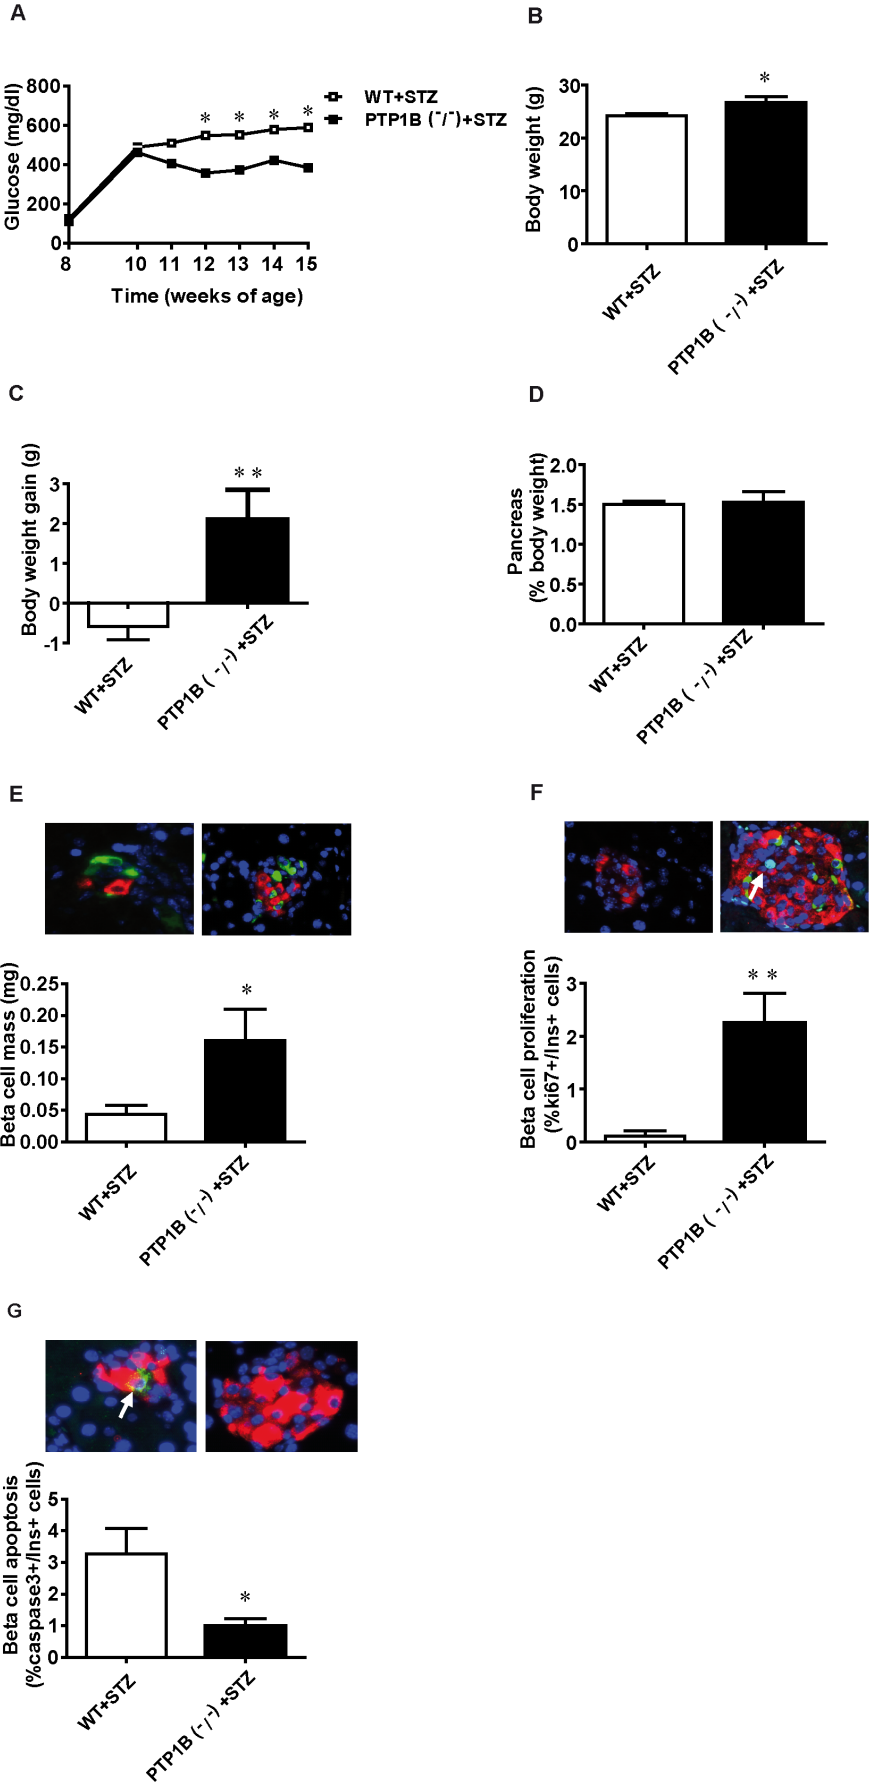 A
Glucose (mg/dl)
800
600
400
200
0
* * * *
WT+STZ
PTP1B (-/-)+STZ
8 10 11 12 13 14 15
Time (weeks of age)
B
Body weight (g)
30
20
10
0
*
WT+STZ
PTP1B (-/-) +STZ
C
Body weight gain (g)
3
2
1
0
-1
* *
WT+STZ
PTP1B (-/-) +STZ
D
Pancreas
(% body weight)
2.0
1.5
1.0
0.5
0.0
WT+STZ
PTP1B (-/-) +STZ
E
Beta cell mass (mg)
0.25
0.20
0.15
0.10
0.05
0.00
*
WT+STZ
PTP1B (-/-) +STZ
F
Beta cell proliferation
(%ki67+/Ins+ cells)
3
2
1
0
* *
WT+STZ
PTP1B (-/-) +STZ
G
Beta cell apoptosis
(%caspase3+/Ins+ cells)
5
4
3
2
1
0
*
WT+STZ
PTP1B (-/-) +STZ